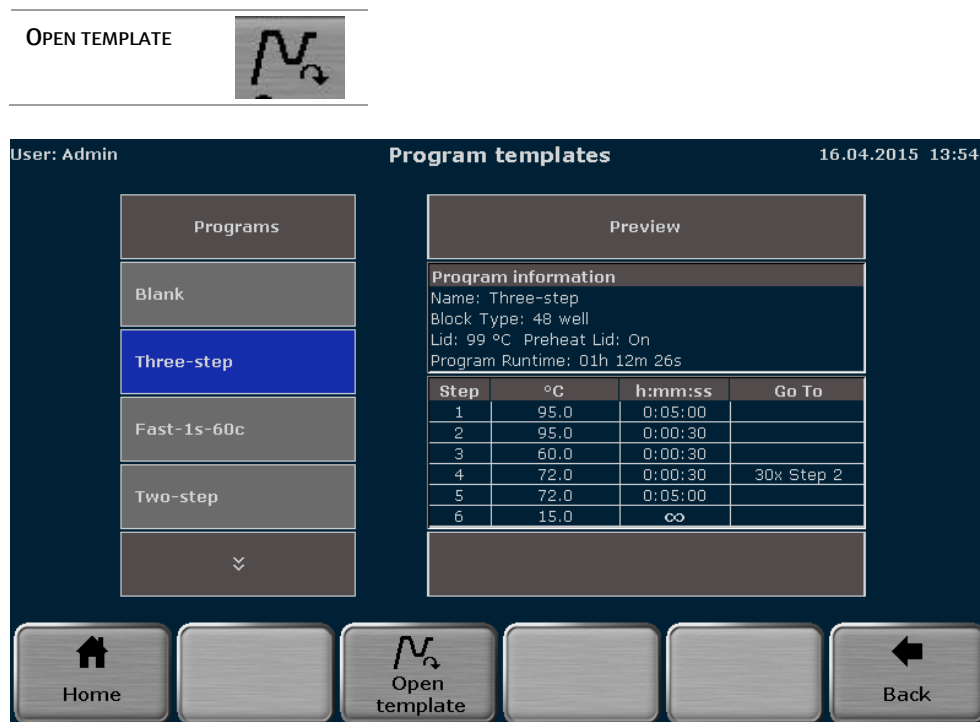 OPEN TEMPLATE
User: Admin
Program templates
16.04.2015 13:54
Programs
Blank
Three-step
Fast-1s-60c
Two-step
Preview
Program information
Name: Three-step
Block Type: 48 well
Lid: 99 °C Preheat Lid: On
Program Runtime: 01h 12m 26s
Step °C h:mm:ss Go To
1 95.0 0:05:00
2 95.0 0:00:30
3 60.0 0:00:30
4 72.0 0:00:30 30x Step 2
5 72.0 0:05:00
6 15.0 ∞
Home
Open
template
Back